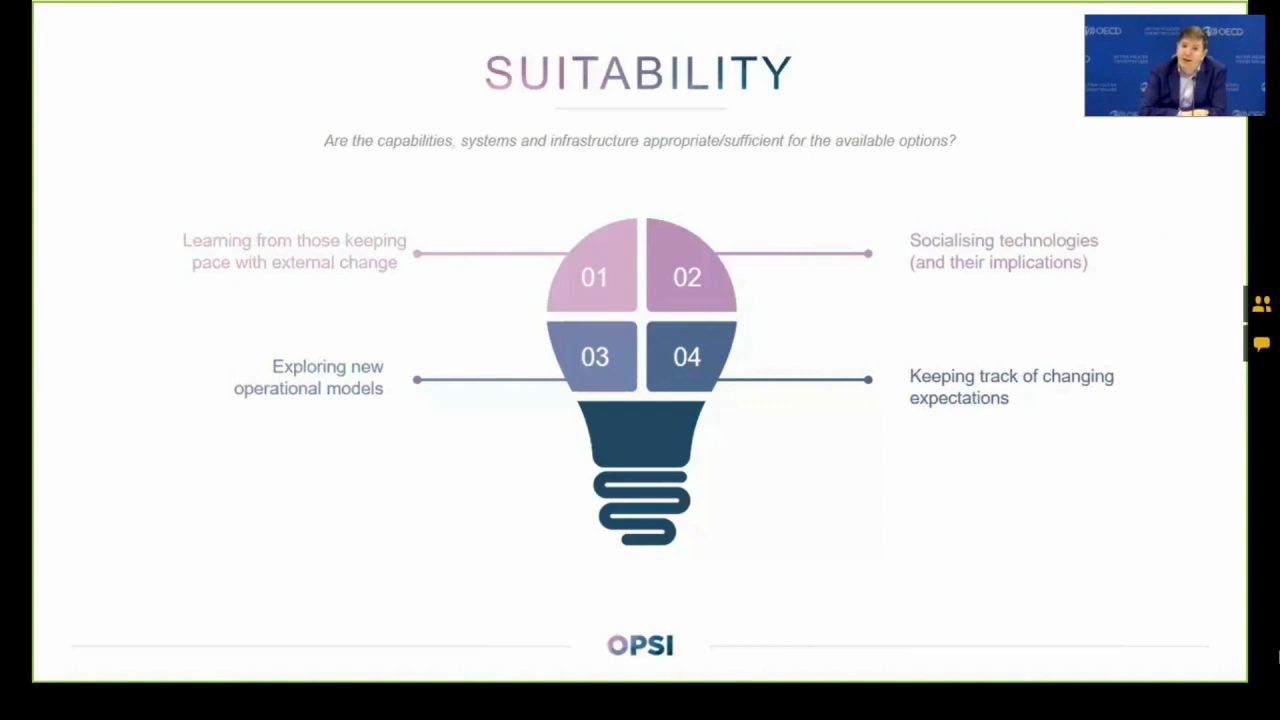 SUITABILITY
Are the capabilities, systems and infrastructure appropriate/sufficient for the available options?
Learning from those keeping
pace with external change
01
02
Socialising technologies
(and their implications)
Exploring new
operational models
03
04
Keeping track of changing
expectations
OPSI
OECD
OECD